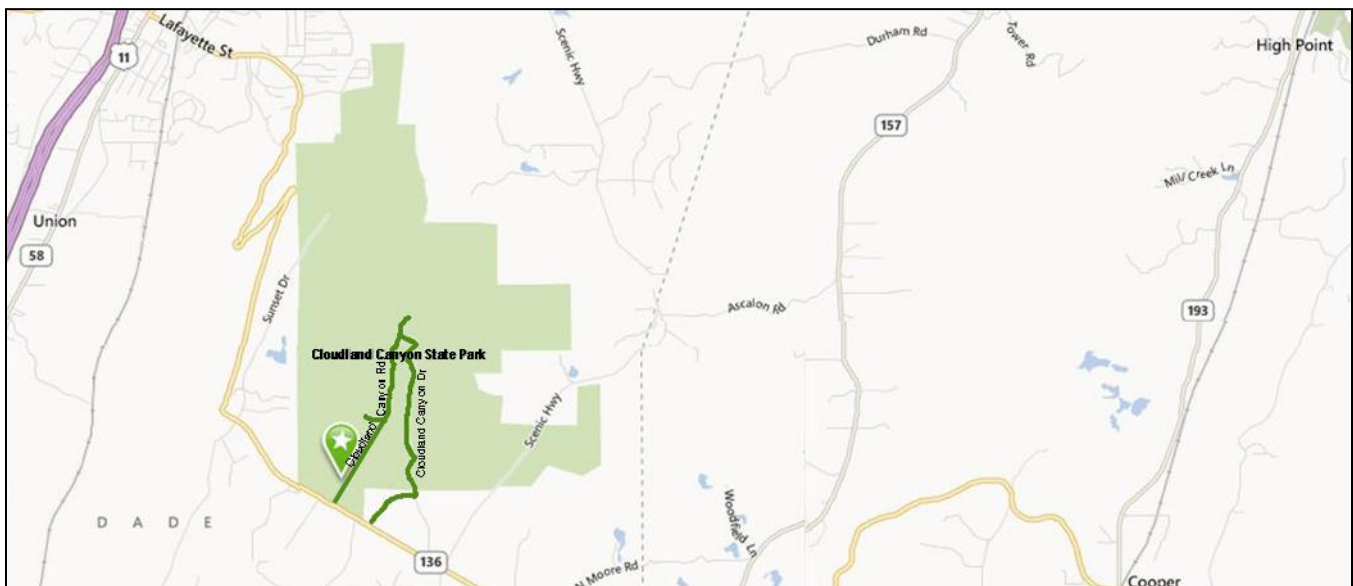 Lafayette St
11
Scenic Hwy
Durham Rd
Tower Rd
High Point
157
Mill Creek Ln
Union
58
Sunset Dr
Ascalon Rd
193
Cloudland Canyon State Park
Cloudland Canyon Rd
Cloudland Canyon Dr
Scenic Hwy
D A D E
136
N Moore Rd
Woodfield Ln
Cooper